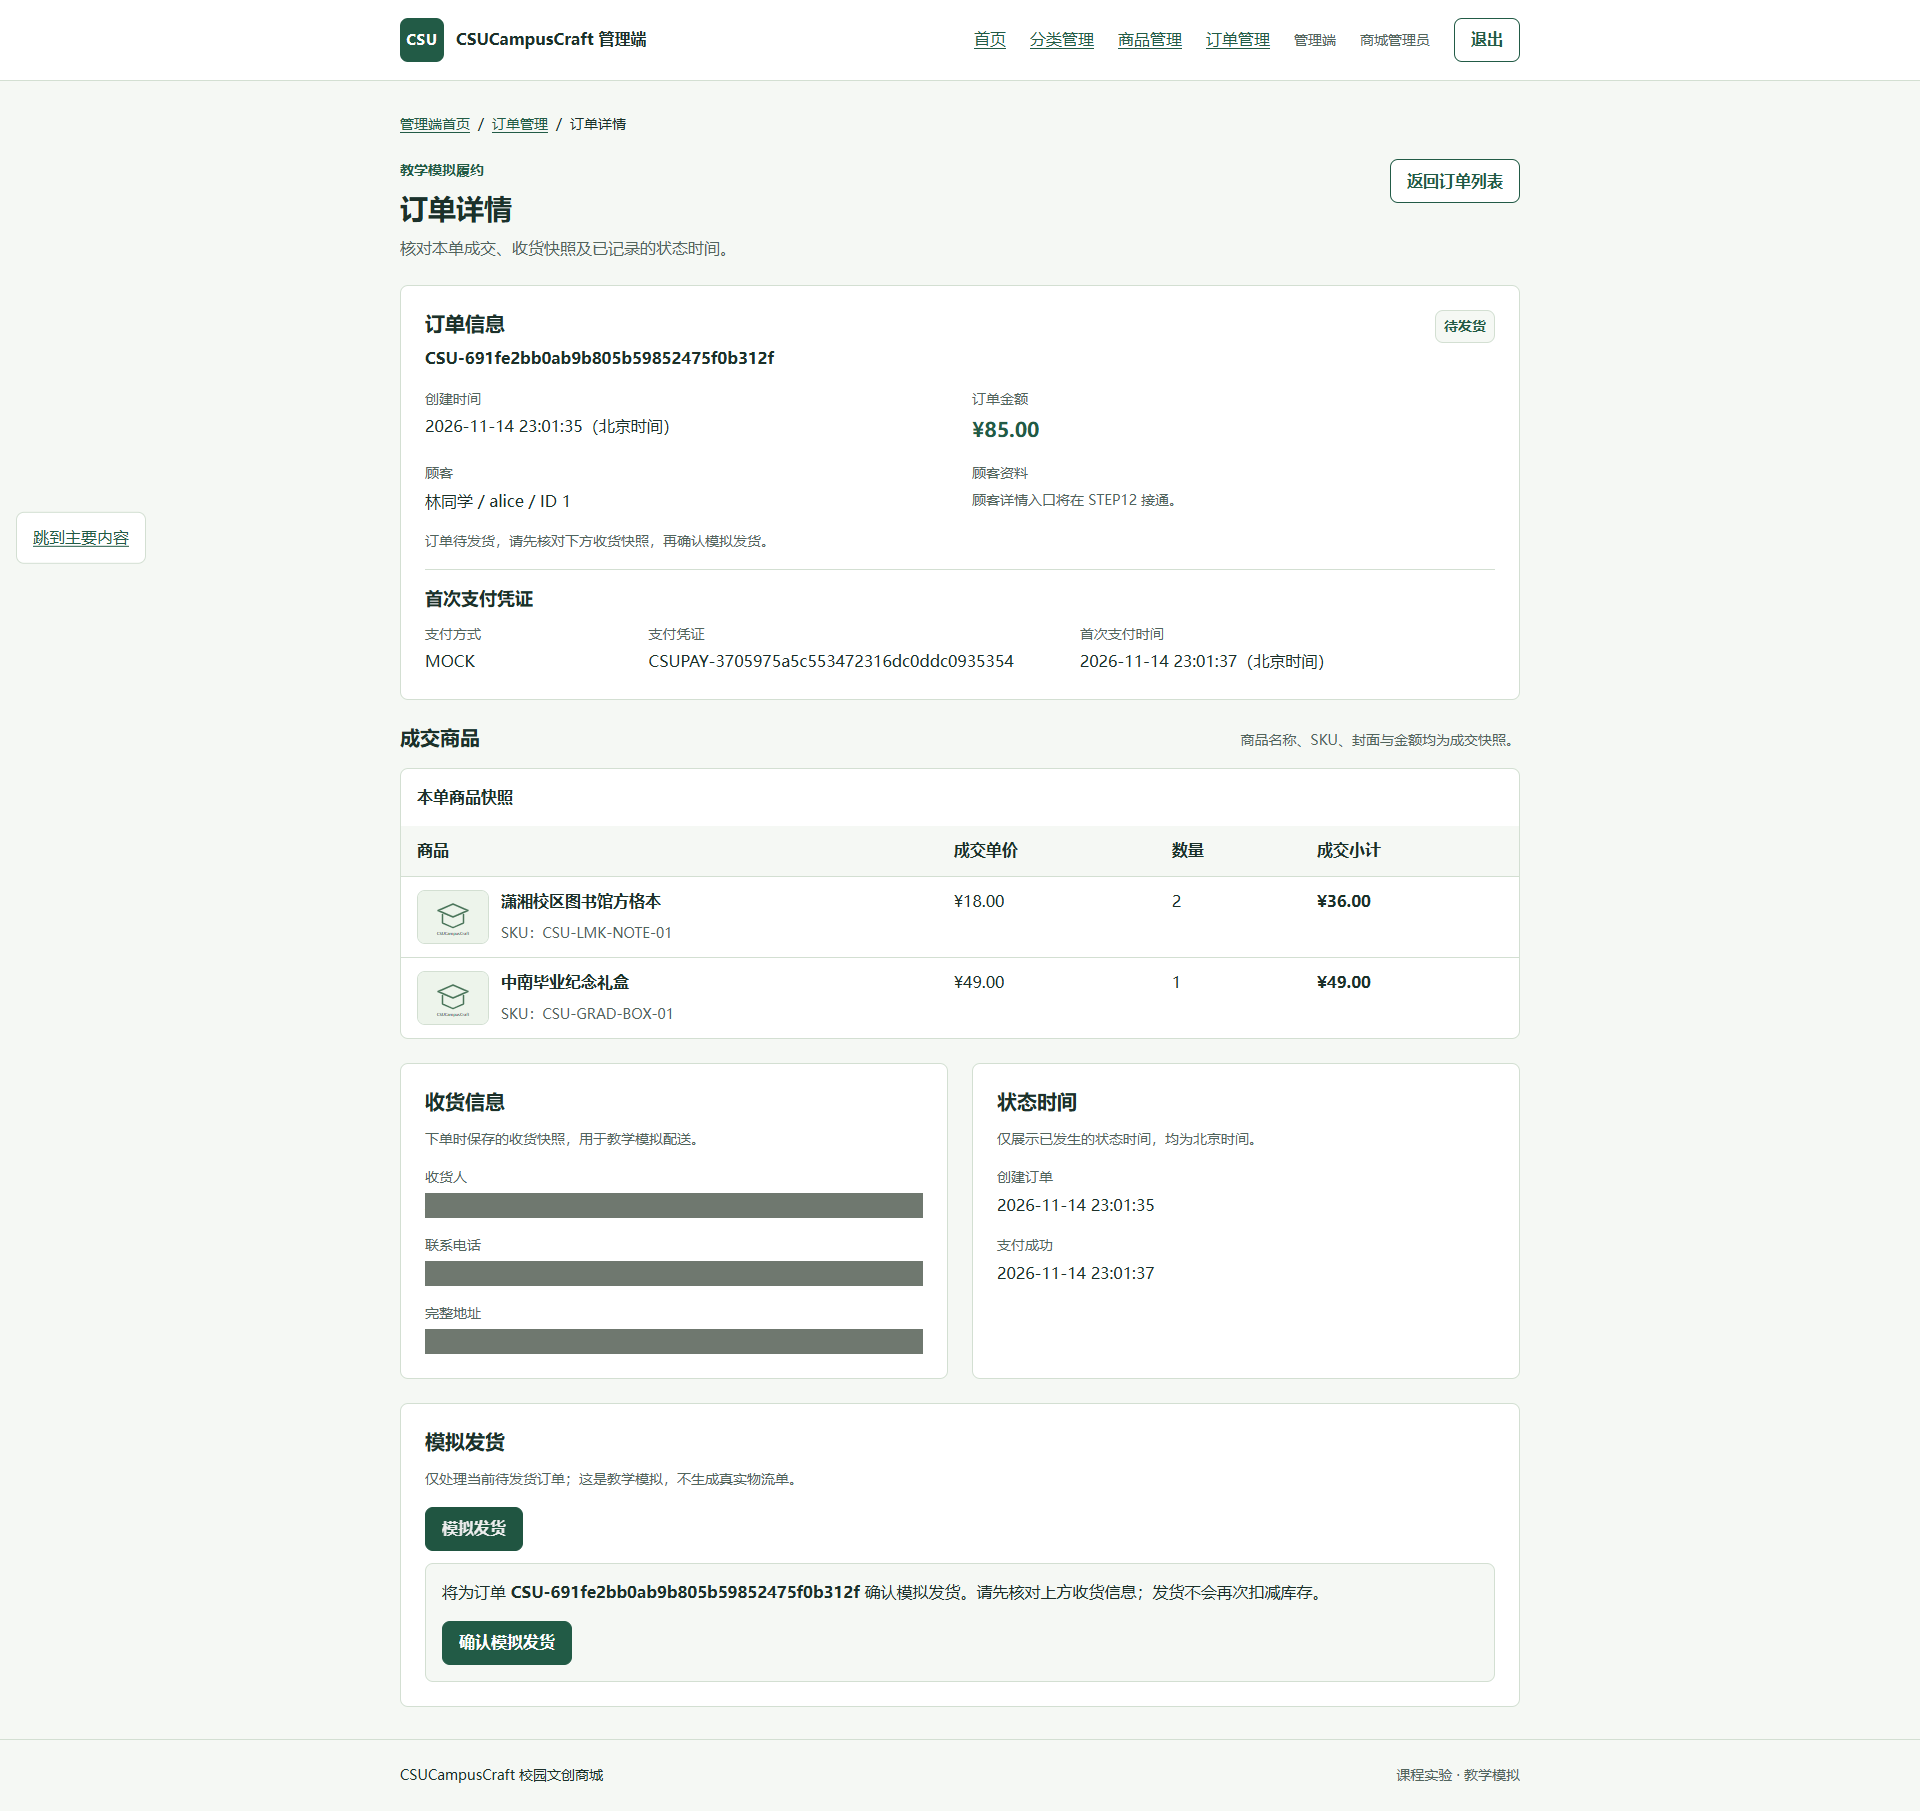 CSU CSUCampusCraft 管理端 首页 分类管理 商品管理 订单管理 管理端 商城管理员 退出
管理端首页 / 订单管理 / 订单详情
教学模拟履约
返回订单列表
订单详情
核对本单成交、收货快照及已记录的状态时间。
订单信息
待发货
CSU-691fe2bb0ab9b805b59852475f0b312f
创建时间 订单金额
2026-11-14 23:01:35（北京时间） ¥85.00
顾客 顾客资料
林同学 / alice / ID 1 顾客详情入口将在 STEP12 接通。
跳到主要内容
订单待发货，请先核对下方收货快照，再确认模拟发货。
首次支付凭证
支付方式 支付凭证 首次支付时间
MOCK CSUPAY-3705975a5c553472316dc0ddc0935354 2026-11-14 23:01:37（北京时间）
成交商品 商品名称、SKU、封面与金额均为成交快照。
本单商品快照
商品 成交单价 数量 成交小计
潇湘校区图书馆方格本 ¥18.00 2 ¥36.00
CSUCampusCraft SKU：CSU-LMK-NOTE-01
中南毕业纪念礼盒 ¥49.00 1 ¥49.00
CSUCampusCraft SKU：CSU-GRAD-BOX-01
收货信息
下单时保存的收货快照，用于教学模拟配送。
收货人
联系电话
完整地址
状态时间
仅展示已发生的状态时间，均为北京时间。
创建订单
2026-11-14 23:01:35
支付成功
2026-11-14 23:01:37
模拟发货
仅处理当前待发货订单；这是教学模拟，不生成真实物流单。
模拟发货
将为订单 CSU-691fe2bb0ab9b805b59852475f0b312f 确认模拟发货。请先核对上方收货信息；发货不会再次扣减库存。
确认模拟发货
CSUCampusCraft 校园文创商城 课程实验 · 教学模拟